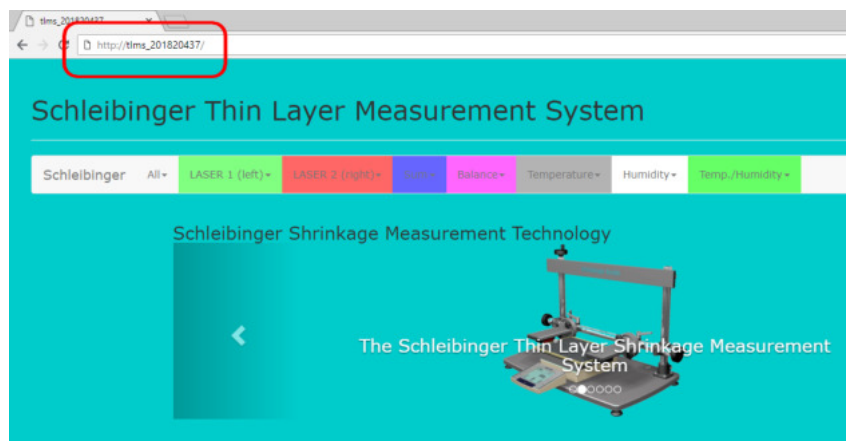 tlms_201820437
http://tlms_201820437/
Schleibinger Thin Layer Measurement System
Schleibinger All LASER 1 (left) LASER 2 (right) Balance Temperature Humidity Temp./Humidity
Schleibinger Shrinkage Measurement Technology
The Schleibinger Thin Layer Shrinkage Measurement
System